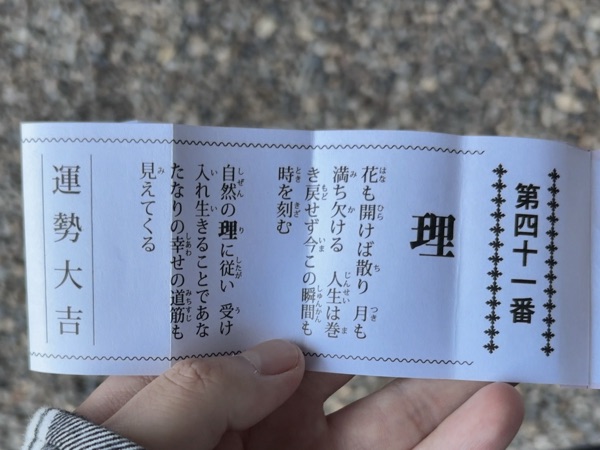 第四十一番
理
花も開けば散り 月も
満ち欠ける 人生は巻
き戻せず今この瞬間も
時を刻む
自然の理に従い 受け
入れ生きることであな
たなりの幸せの道筋も
見えてくる
運勢大吉